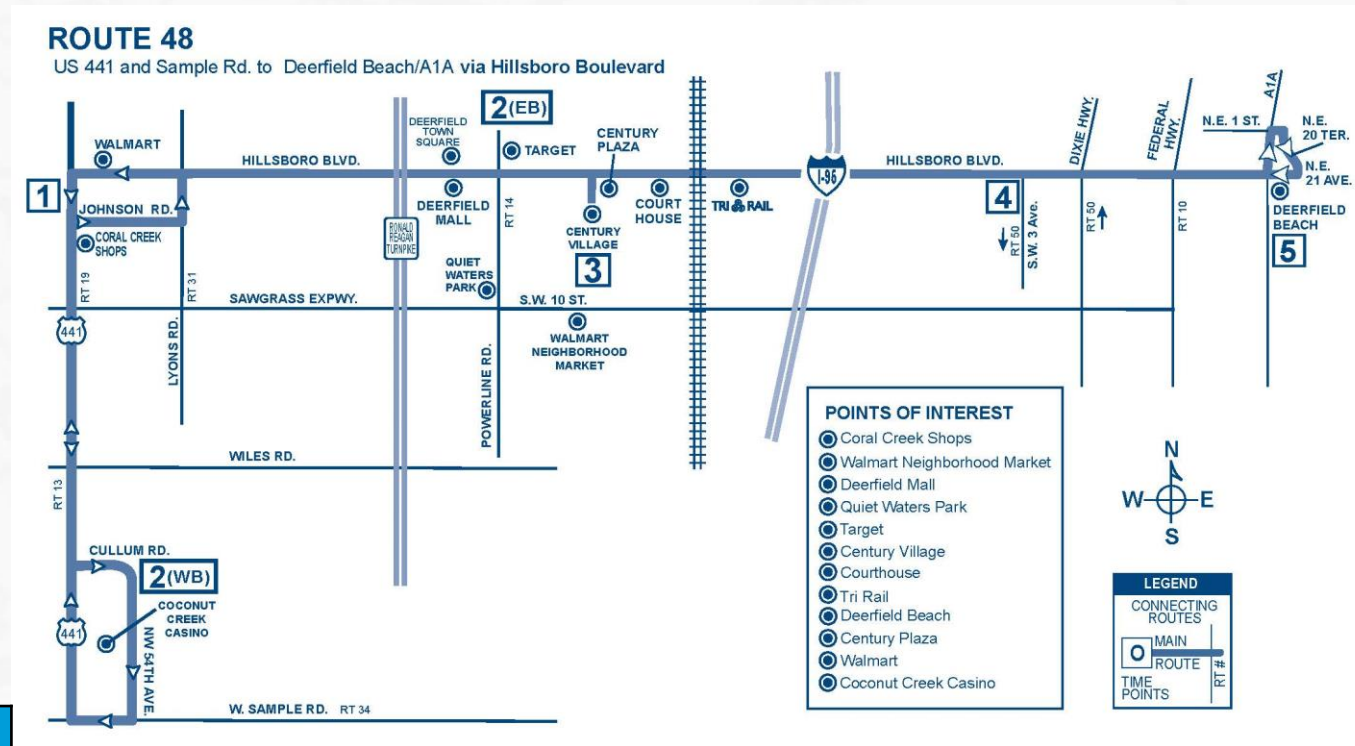 ROUTE 48
US 441 and Sample Rd. to Deerfield Beach/A1A via Hillsboro Boulevard
WALMART
HILLSBORO BLVD.
DEERFIELD
TOWN
SQUARE
2(EB)
TARGET
CENTURY
PLAZA
HILLSBORO BLVD.
DIXIE HWY.
FEDERAL
HWY.
N.E. 1 ST.
A1A
N.E.
20 TER.
N.E.
21 AVE.
1
JOHNSON RD.
CORAL CREEK
SHOPS
RT 19
RT 31
LYONS RD.
RONALD
REAGAN
TURNPIKE
DEERFIELD
MALL
RT 14
CENTURY
VILLAGE
3
COURT
HOUSE
TRI RAIL
I-95
4
RT 50
S.W. 3 Ave.
RT 50
RT 10
DEERFIELD
BEACH
5
QUIET
WATERS
PARK
SAWGRASS EXPWY.
S.W. 10 ST.
441
WALMART
NEIGHBORHOOD
MARKET
POWERLINE RD.
WILES RD.
RT 13
CULLUM RD.
2(WB)
COCONUT
CREEK
CASINO
441
NW 54TH AVE.
W. SAMPLE RD. RT 34
POINTS OF INTEREST
Coral Creek Shops
Walmart Neighborhood Market
Deerfield Mall
Quiet Waters Park
Target
Century Village
Courthouse
Tri Rail
Deerfield Beach
Century Plaza
Walmart
Coconut Creek Casino
N
W E
S
LEGEND
CONNECTING
ROUTES
O
MAIN
ROUTE
TIME
POINTS
RT #